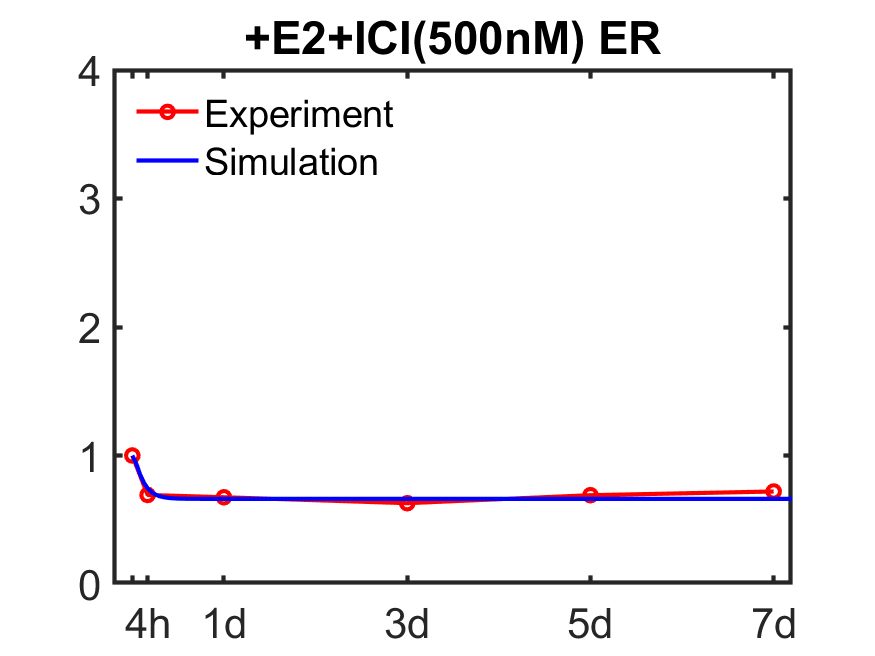 +E2+ICI(500nM) ER
Experiment
Simulation
4
3
2
1
0
4h 1d 3d 5d 7d